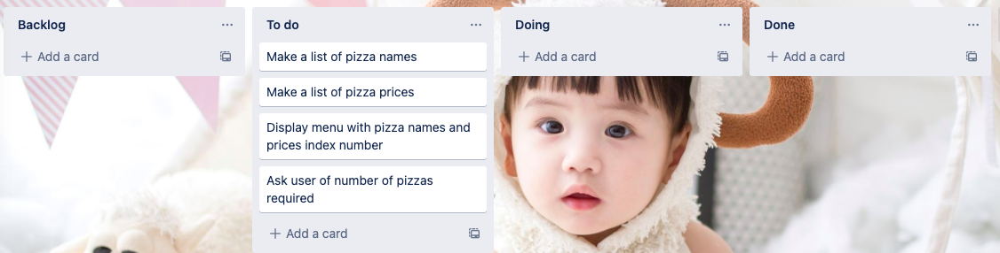 Backlog
Add a card
To do
Make a list of pizza names
Make a list of pizza prices
Display menu with pizza names and
prices index number
Ask user of number of pizzas
required
Add a card
Doing
Add a card
Done
Add a card